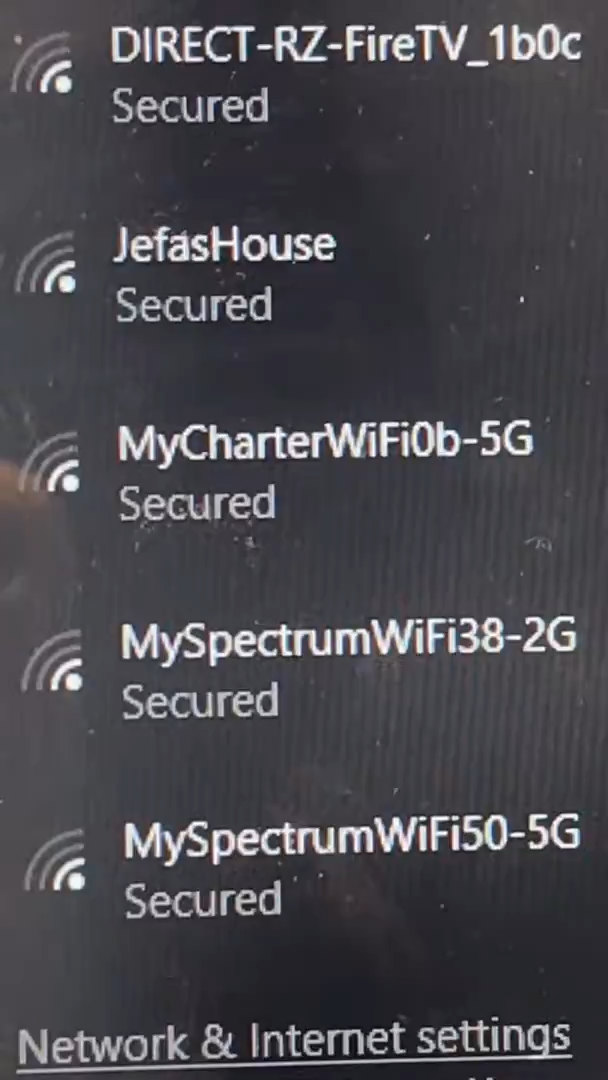 DIRECT-RZ-FireTV_1b0c
Secured
JefasHouse
Secured
MyCharterWiFi0b-5G
Secured
MySpectrumWiFi38-2G
Secured
MySpectrumWiFi50-5G
Secured
Network & Internet settings